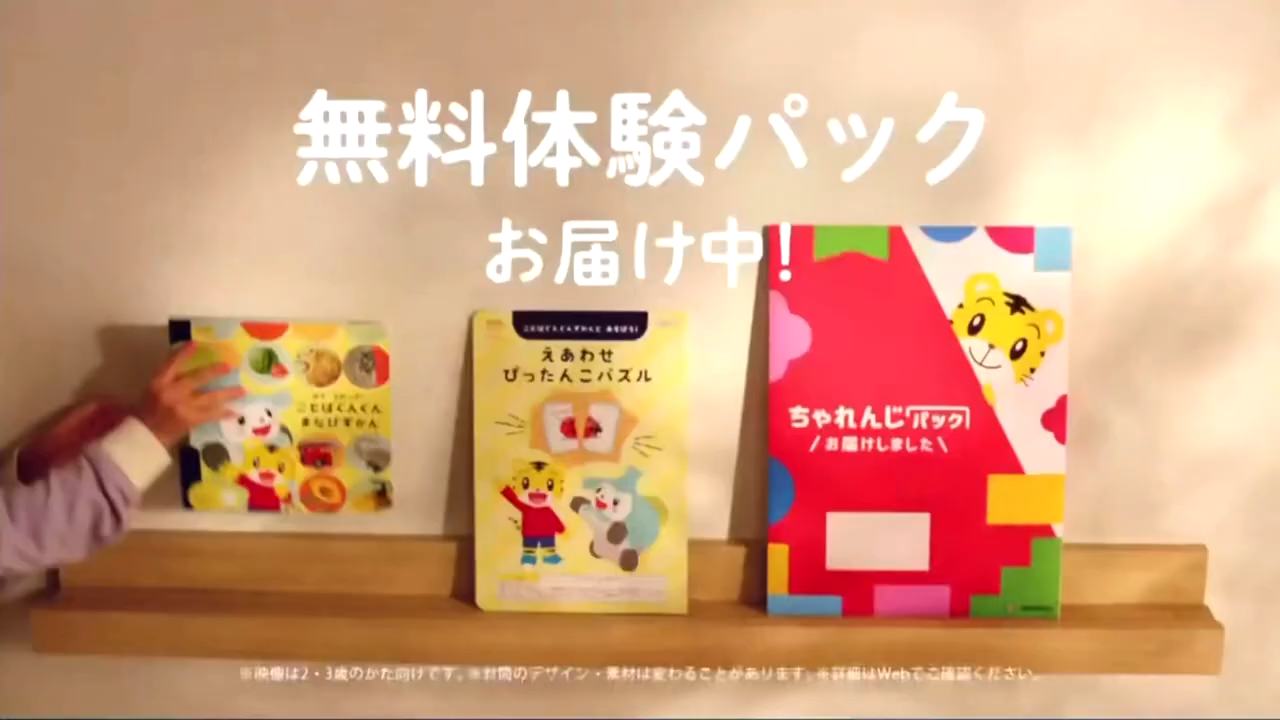 無料体験パック
お届け中!
ことばぐんぐん
まなびずかん
えあわせ
ぴったんこパズル
ちゃれんじパック
/お届けしました\
※映像は2・3歳のかた向けです。※封筒のデザイン・素材は変わることがあります。※詳細はWebでご確認ください。